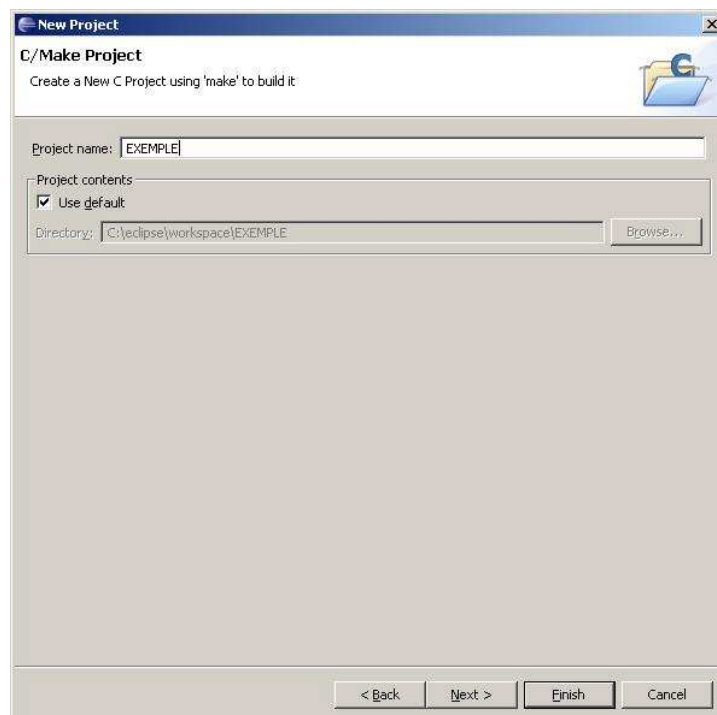 New Project
C/Make Project
Create a New C Project using 'make' to build it
Project name: EXEMPLE
Project contents
Use default
Directory: C:\eclipse\workspace\EXEMPLE
Browse...
< Back Next > Finish Cancel